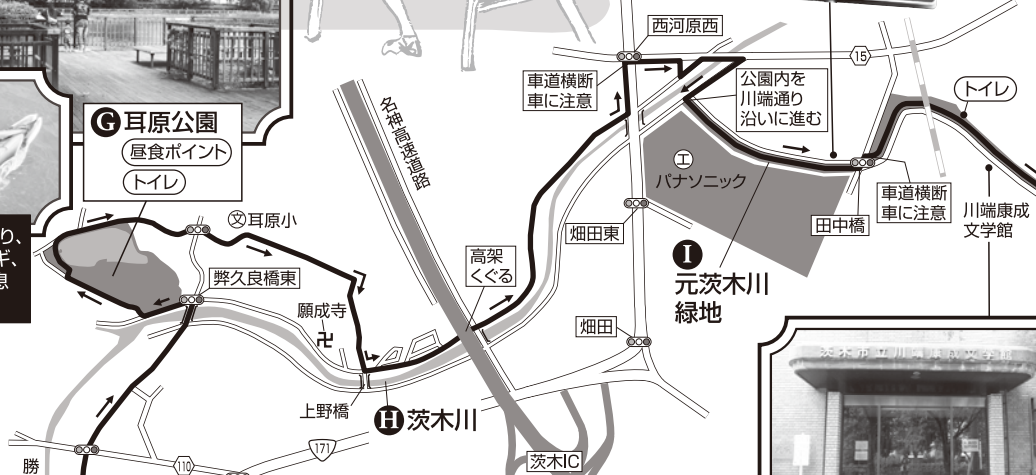 西河原西
15
車道横断
車に注意
公園内を
川端通り
沿いに進む
トイレ
名神高速道路
G 耳原公園
昼食ポイント
トイレ
工
パナソニック
車道横断
車に注意
川端康成
文学館
田中橋
文 耳原小
畑田東
り、
ギ、
想
高架
くぐる
I
元茨木川
緑地
弊久良橋東
願成寺
卍
畑田
茨木市立川端康成文学館
上野橋
H 茨木川
171
110
勝
茨木IC